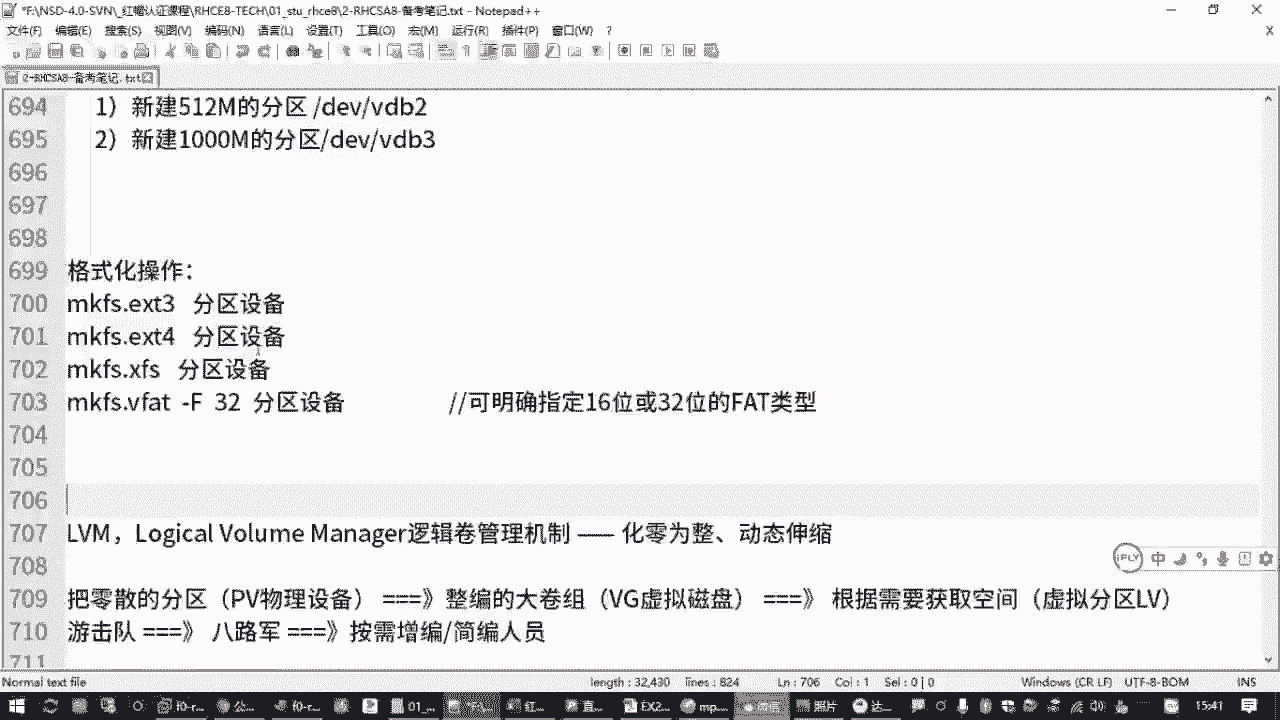 *F:\NSD-4.0-SVN\_红帽认证课程\RHCE8-TECH\01_stu_rhce8\2-RHCSA8-备考笔记.txt - Notepad++
文件(F) 编辑(E) 搜索(S) 视图(V) 编码(N) 语言(L) 设置(T) 工具(O) 宏(M) 运行(R) 插件(P) 窗口(W) ?
2-RHCSA8-备考笔记.txt
694 1）新建512M的分区 /dev/vdb2
695 2）新建1000M的分区/dev/vdb3
696
697
698
699 格式化操作：
700 mkfs.ext3 分区设备
701 mkfs.ext4 分区设备
702 mkfs.xfs 分区设备
703 mkfs.vfat -F 32 分区设备 //可明确指定16位或32位的FAT类型
704
705
706
707 LVM，Logical Volume Manager逻辑卷管理机制 —— 化零为整、动态伸缩
708
709 把零散的分区（PV物理设备） ===》整编的大卷组（VG虚拟磁盘） ===》 根据需要获取空间（虚拟分区LV）
710 游击队 ===》 八路军 ===》按需增编/简编人员
711
iFLY 中
Normal text file length : 32,430 lines : 824 Ln : 706 Col : 1 Sel : 0 | 0 Windows (CR LF) UTF-8-BOM INS
15:41